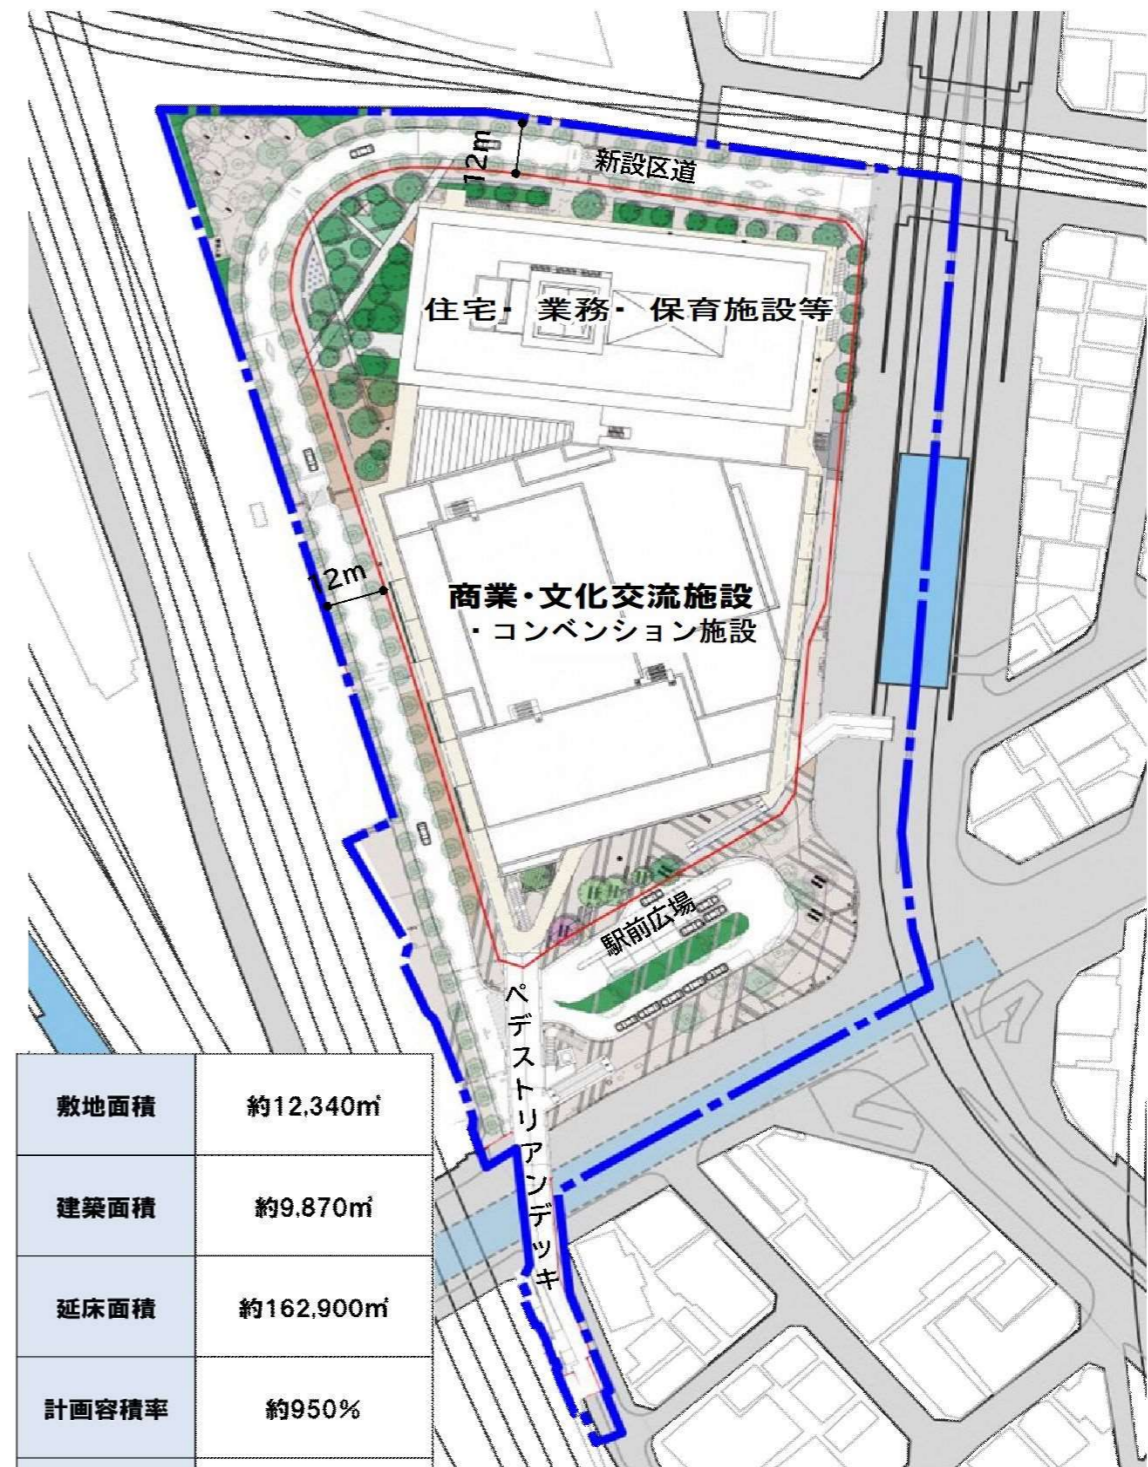 12m
新設区道
住宅・ 業務・ 保育施設等
12m
商業・文化交流施設
・コンベンション施設
駅前広場
ペデストリアンデッキ
敷地面積 約12,340㎡
建築面積 約9,870㎡
延床面積 約162,900㎡
計画容積率 約950%